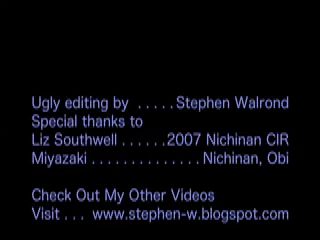 Ugly editing by . . . . . Stephen Walrond
Special thanks to
Liz Southwell . . . . . . 2007 Nichinan CIR
Miyazaki . . . . . . . . . . . . . . Nichinan, Obi
Check Out My Other Videos
Visit . . . www.stephen-w.blogspot.com